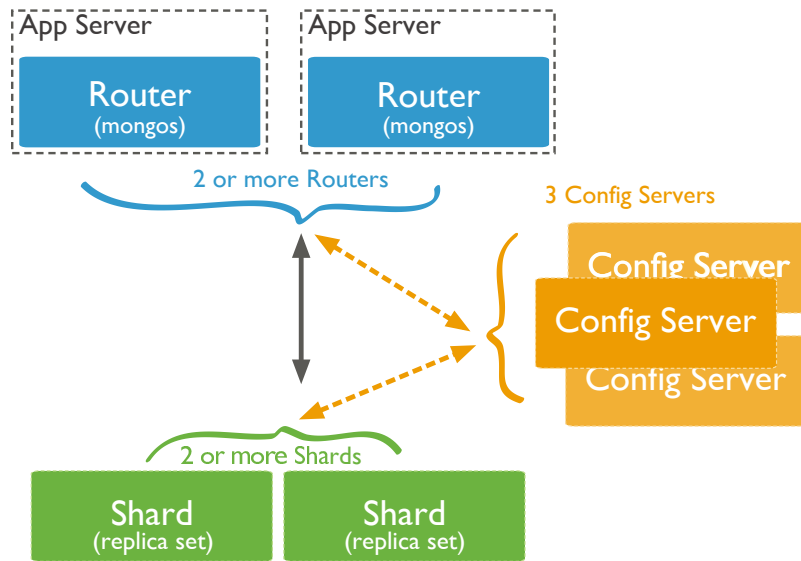 App Server
App Server
Router
(mongos)
Router
(mongos)
2 or more Routers
3 Config Servers
Config Server
Config Server
Config Server
2 or more Shards
Shard
(replica set)
Shard
(replica set)